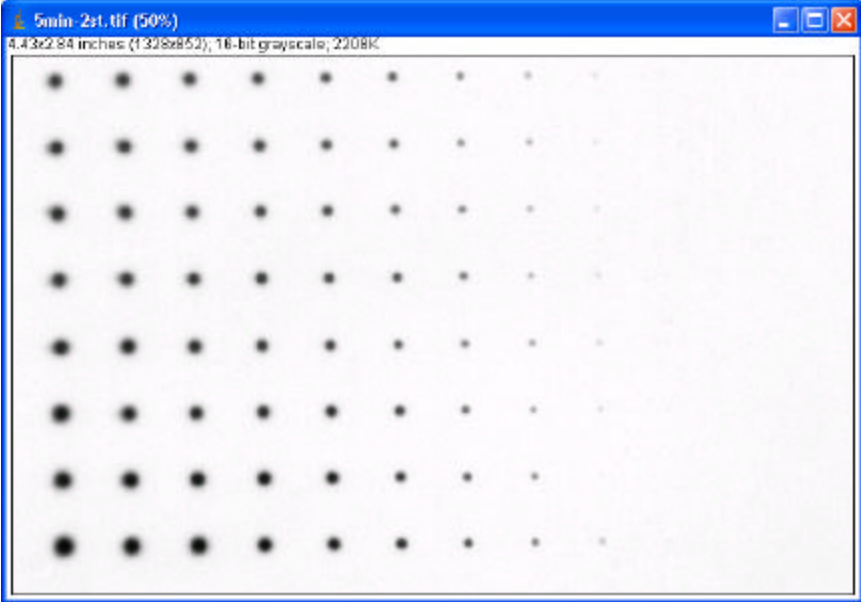 5min-2st.tif (50%)
4.43x2.84 inches (1328x852); 16-bit grayscale; 2208K